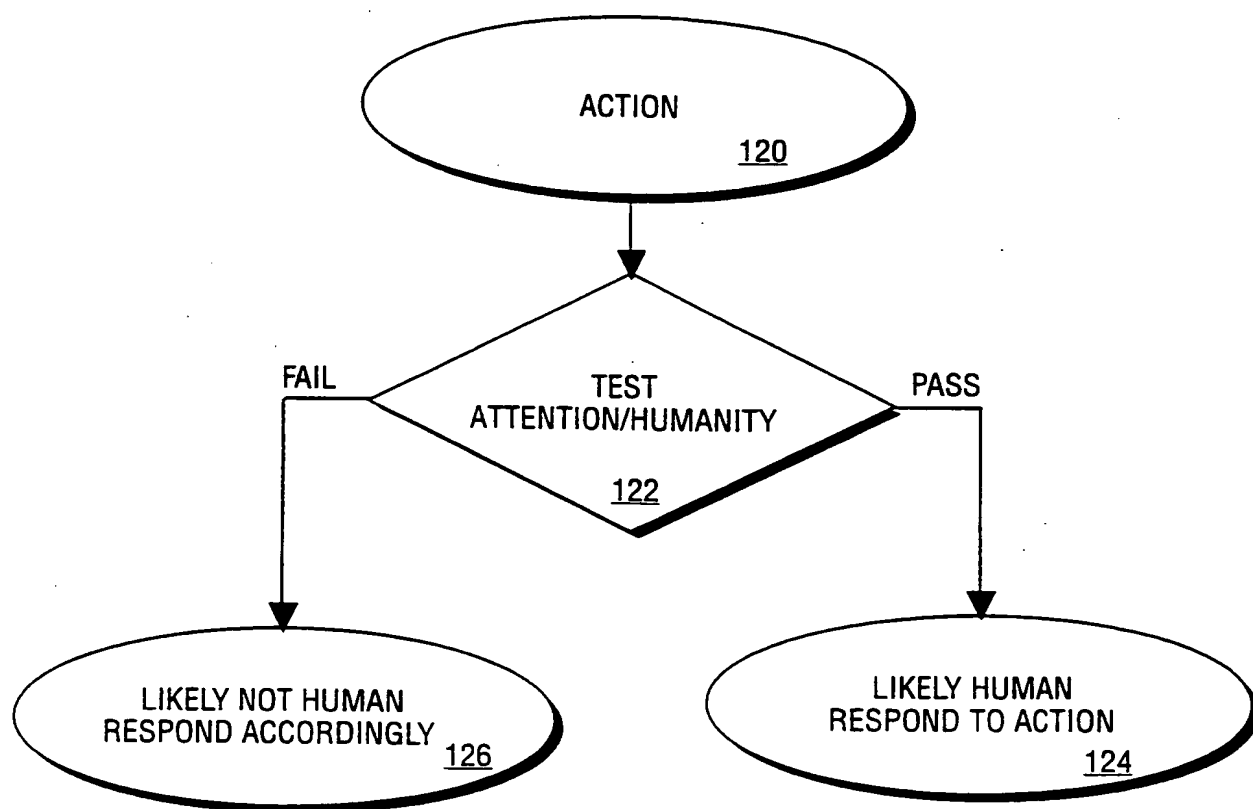 ACTION
120
FAIL
PASS
TEST
ATTENTION/HUMANITY
122
LIKELY NOT HUMAN
RESPOND ACCORDINGLY
126
LIKELY HUMAN
RESPOND TO ACTION
124